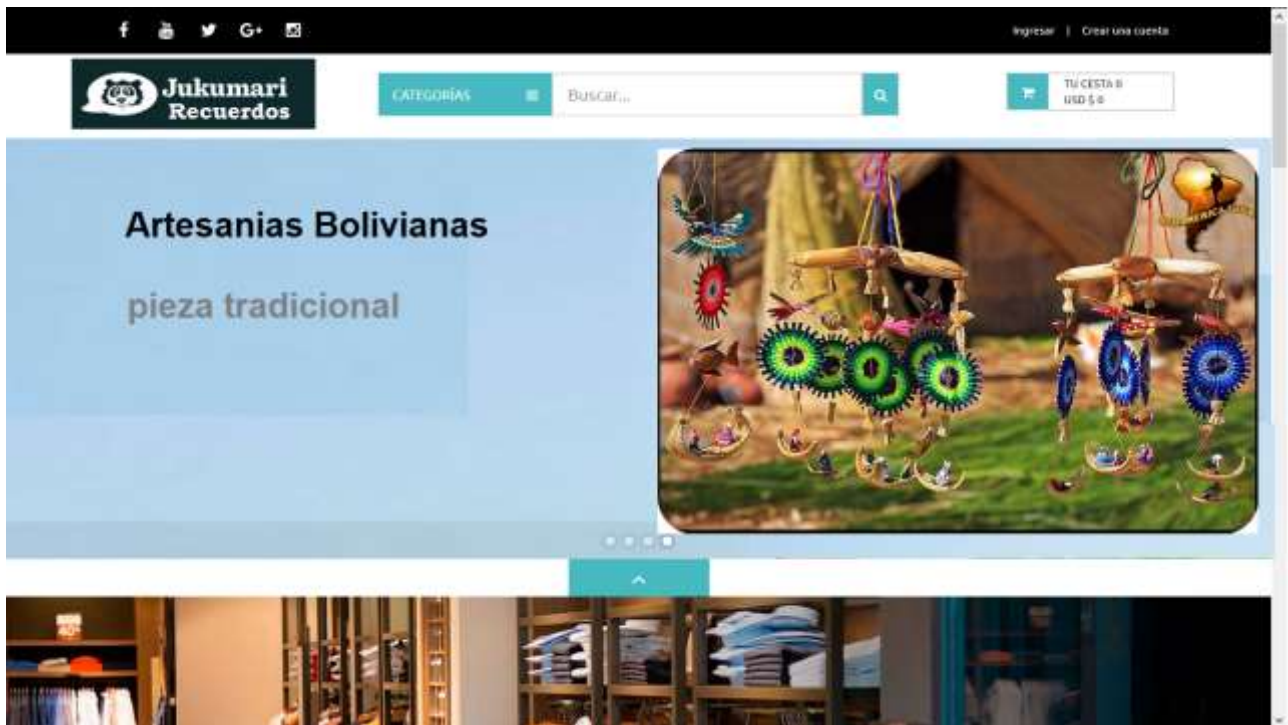 G+
Ingresar | Crear una cuenta
Jukumari
Recuerdos
CATEGORÍAS
Buscar...
TU CESTA 0
USD $ 0
Artesanias Bolivianas
pieza tradicional